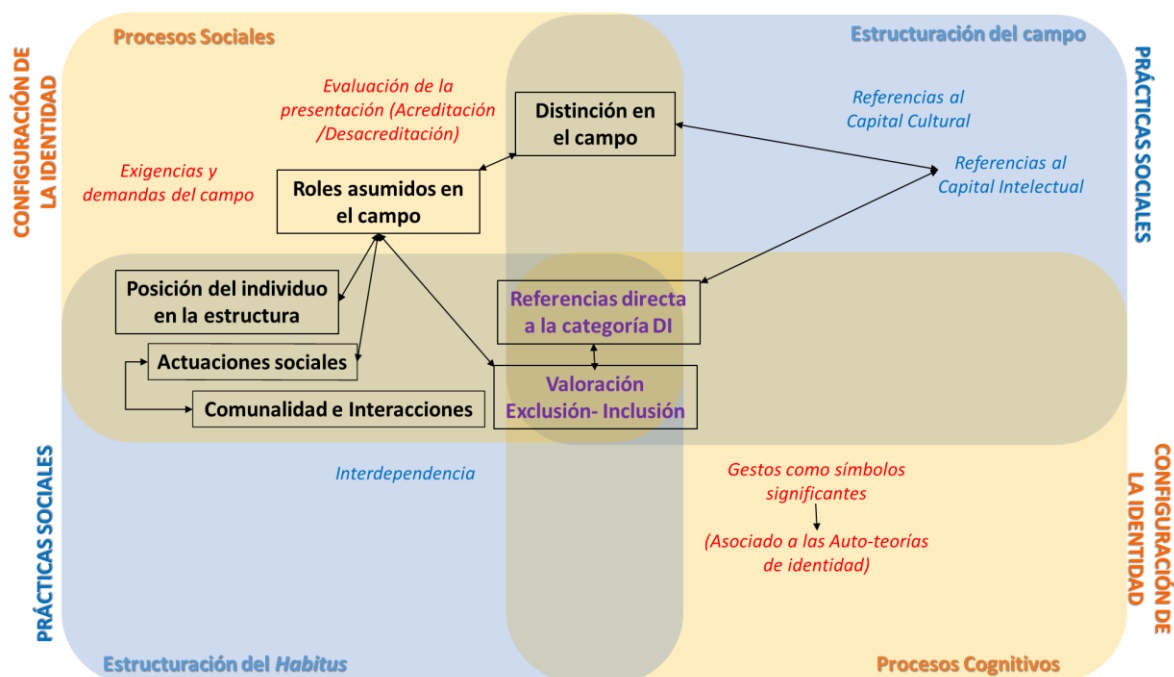 Procesos Sociales
Estructuración del campo
CONFIGURACIÓN DE
LA IDENTIDAD
PRÁCTICAS SOCIALES
Evaluación de la
presentación (Acreditación
/Desacreditación)
Distinción en
el campo
Referencias al
Capital Cultural
Exigencias y
demandas del campo
Roles asumidos en
el campo
Referencias al
Capital Intelectual
Posición del individuo
en la estructura
Referencias directa
a la categoría DI
Actuaciones sociales
Valoración
Exclusión- Inclusión
Comunalidad e Interacciones
PRÁCTICAS SOCIALES
Interdependencia
Gestos como símbolos
significantes
(Asociado a las Auto-teorías
de identidad)
CONFIGURACIÓN DE
LA IDENTIDAD
Estructuración del Habitus
Procesos Cognitivos